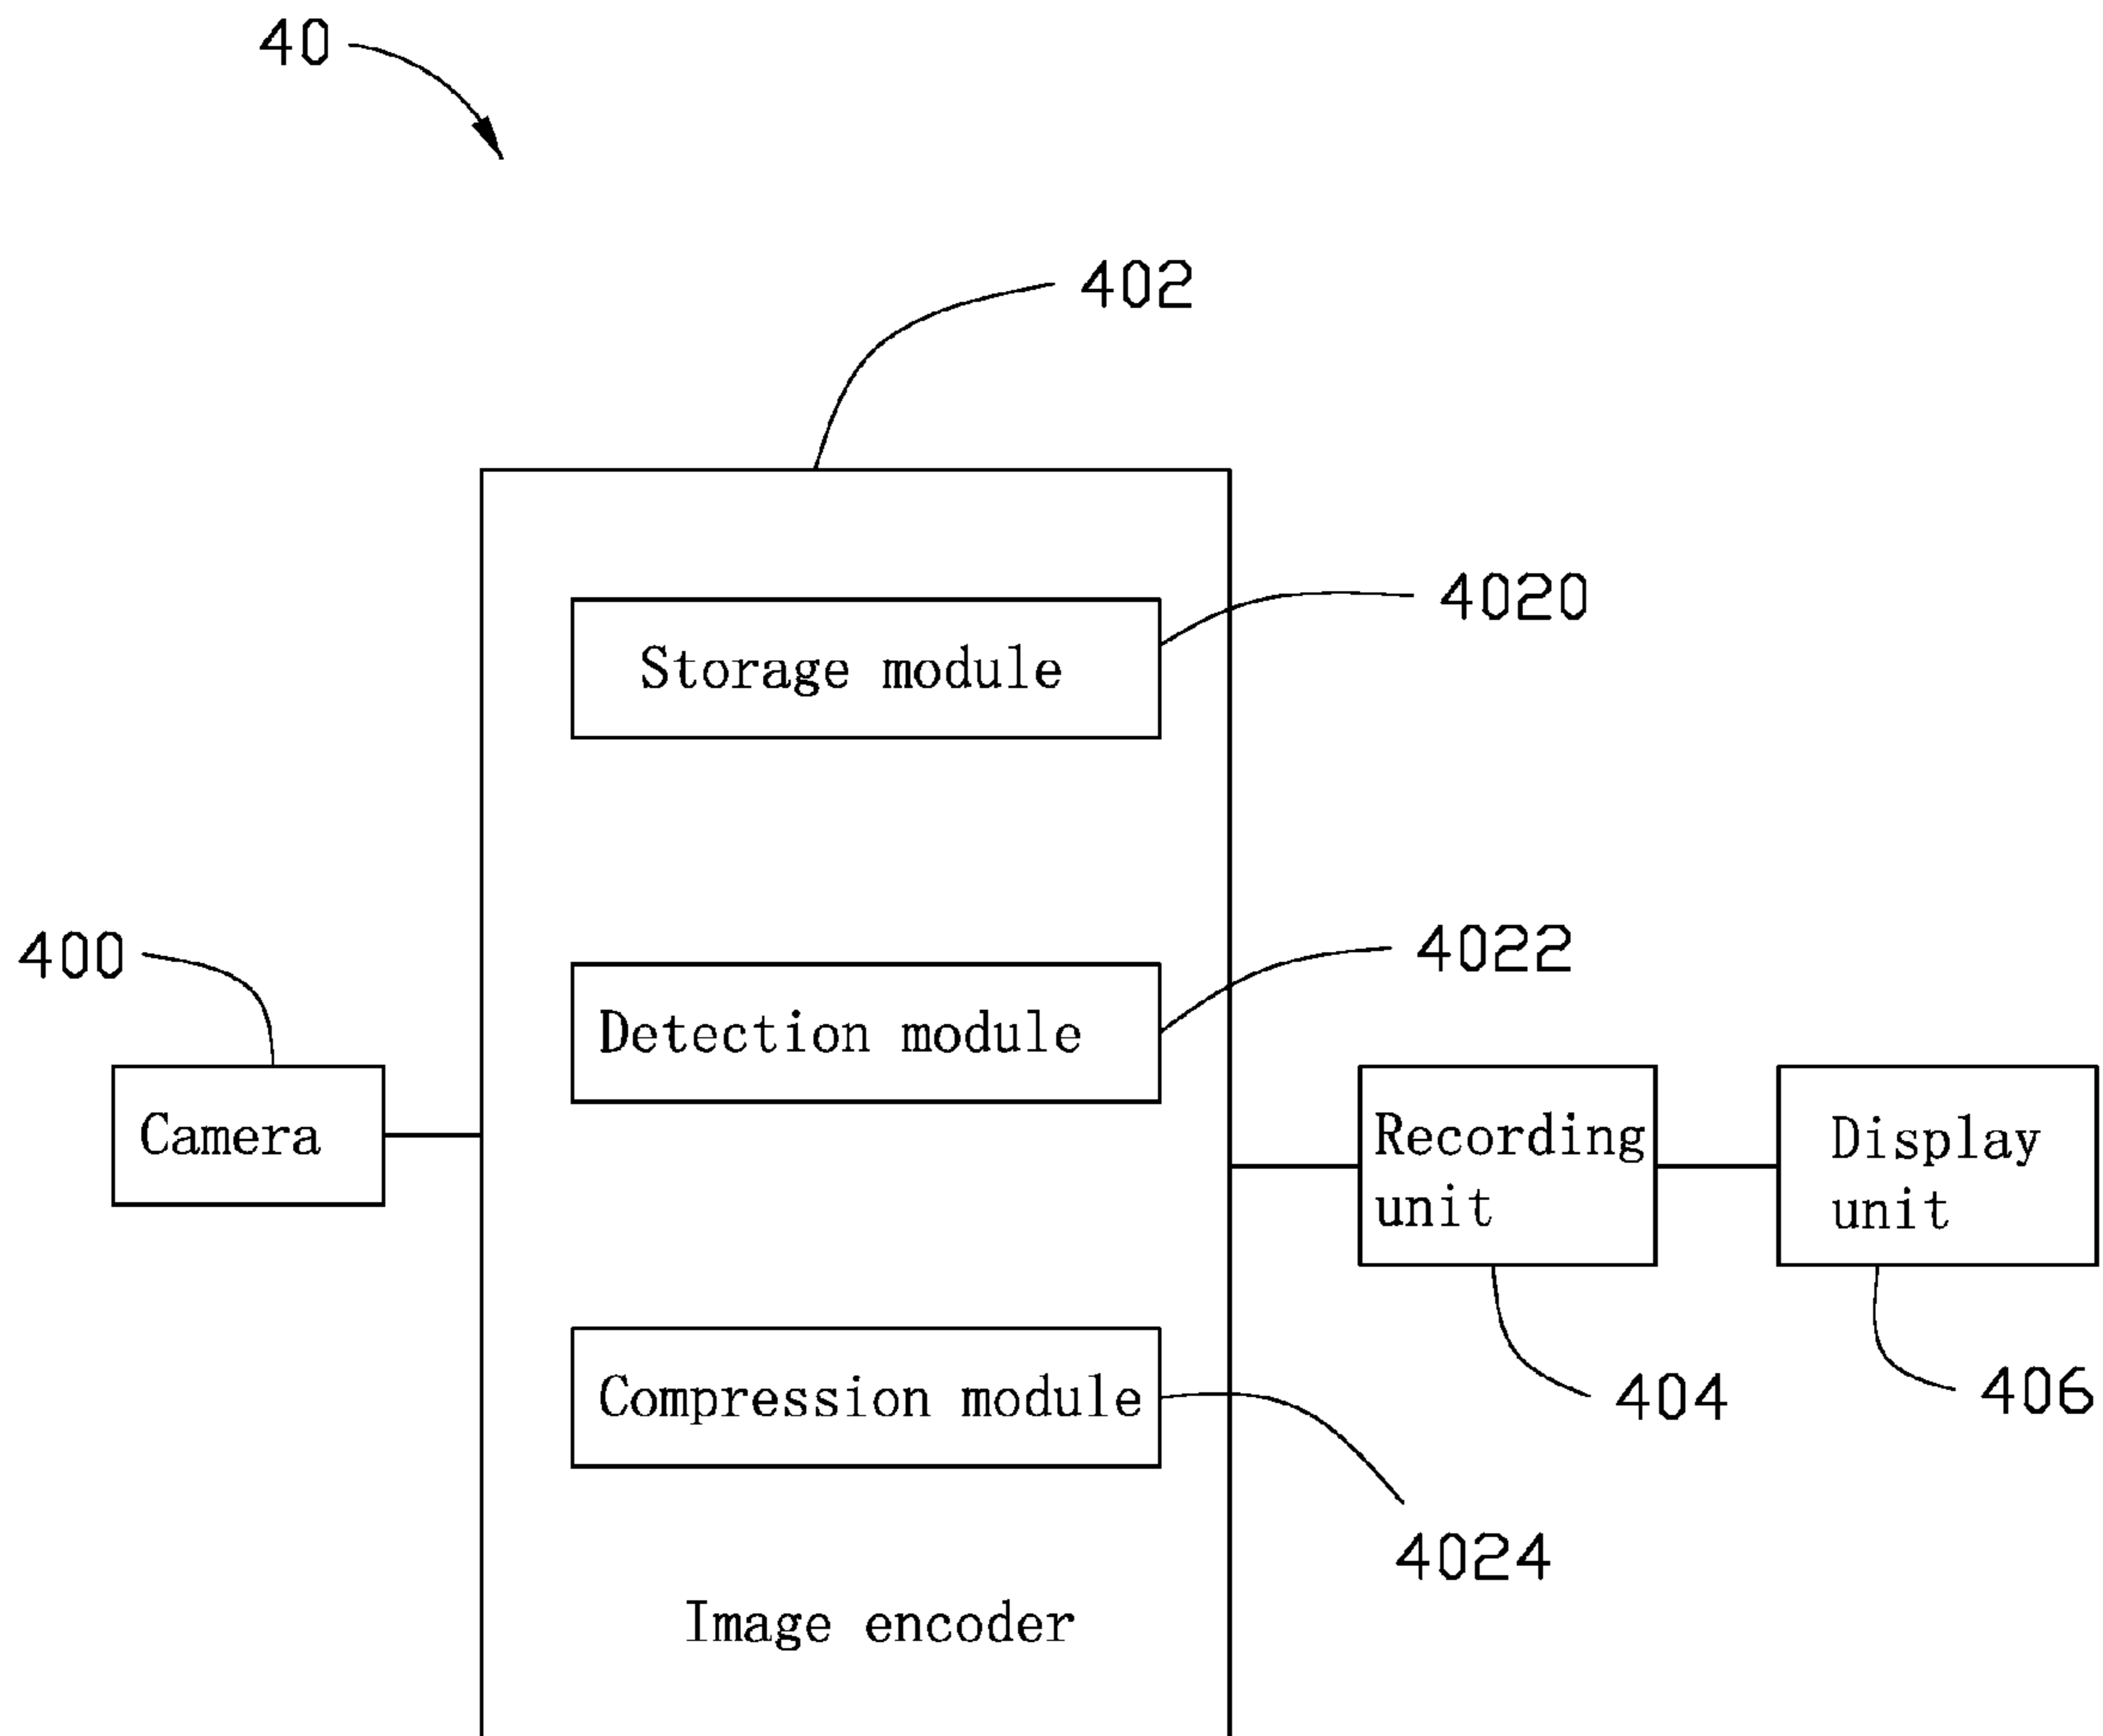 40
402
4020
Storage module
400
4022
Detection module
Camera
Recording
unit
Display
unit
Compression module
404
406
4024
Image encoder